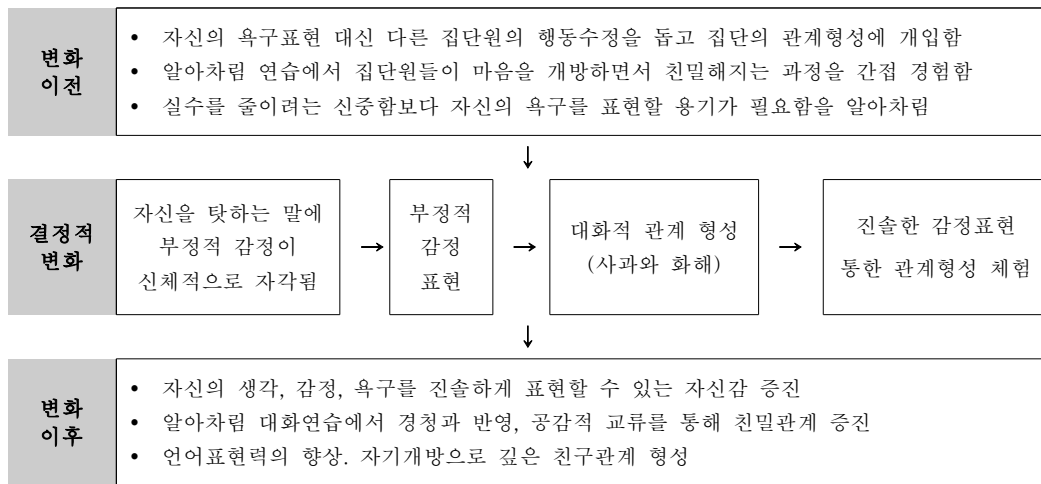 변화
이전
• 자신의 욕구표현 대신 다른 집단원의 행동수정을 돕고 집단의 관계형성에 개입함
• 알아차림 연습에서 집단원들이 마음을 개방하면서 친밀해지는 과정을 간접 경험함
• 실수를 줄이려는 신중함보다 자신의 욕구를 표현할 용기가 필요함을 알아차림
↓
결정적
변화
자신을 탓하는 말에
부정적 감정이
신체적으로 자각됨
→
부정적
감정
표현
→
대화적 관계 형성
(사과와 화해)
→
진솔한 감정표현
통한 관계형성 체험
↓
변화
이후
• 자신의 생각, 감정, 욕구를 진솔하게 표현할 수 있는 자신감 증진
• 알아차림 대화연습에서 경청과 반영, 공감적 교류를 통해 친밀관계 증진
• 언어표현력의 향상. 자기개방으로 깊은 친구관계 형성